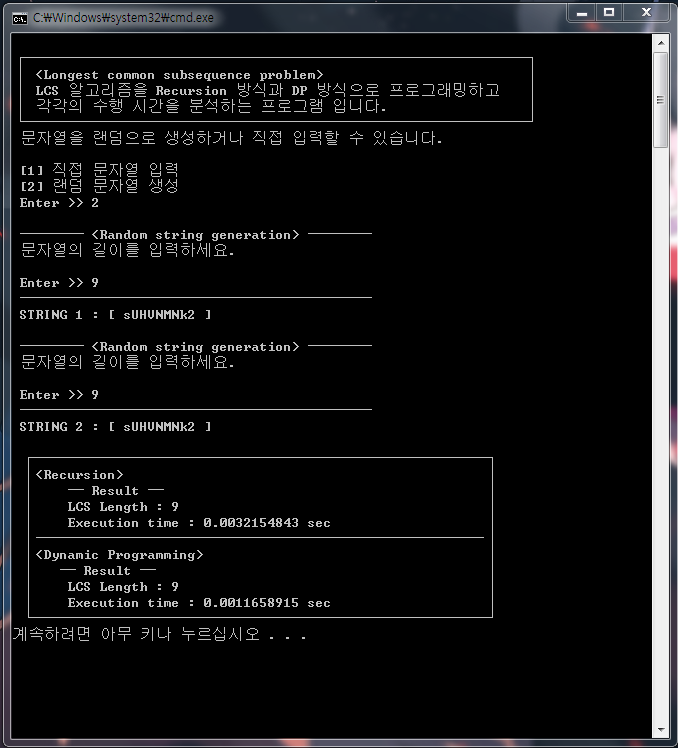 C:\Windows\system32\cmd.exe
<Longest common subsequence problem>
LCS 알고리즘을 Recursion 방식과 DP 방식으로 프로그래밍하고
각각의 수행 시간을 분석하는 프로그램 입니다.
문자열을 랜덤으로 생성하거나 직접 입력할 수 있습니다.
[1] 직접 문자열 입력
[2] 랜덤 문자열 생성
Enter >> 2
<Random string generation>
문자열의 길이를 입력하세요.
Enter >> 9
STRING 1 : [ sUHVNMNk2 ]
<Random string generation>
문자열의 길이를 입력하세요.
Enter >> 9
STRING 2 : [ sUHVNMNk2 ]
<Recursion>
── Result ──
LCS Length : 9
Execution time : 0.0032154843 sec
<Dynamic Programming>
── Result ──
LCS Length : 9
Execution time : 0.0011658915 sec
계속하려면 아무 키나 누르십시오 . . .